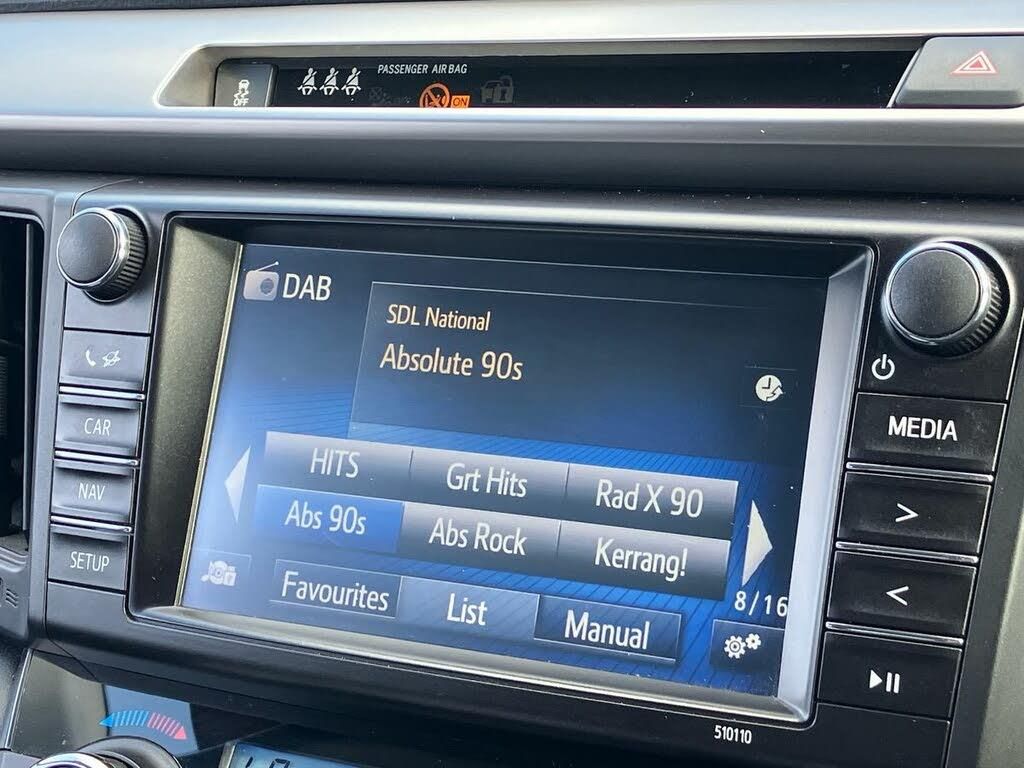 PASSENGER AIR BAG
OFF
ON
DAB
SDL National
Absolute 90s
HITS
Grt Hits
Rad X 90
Abs 90s
Abs Rock
Kerrang!
8/16
Favourites
List
Manual
CAR
NAV
SETUP
MEDIA
>
<
510110